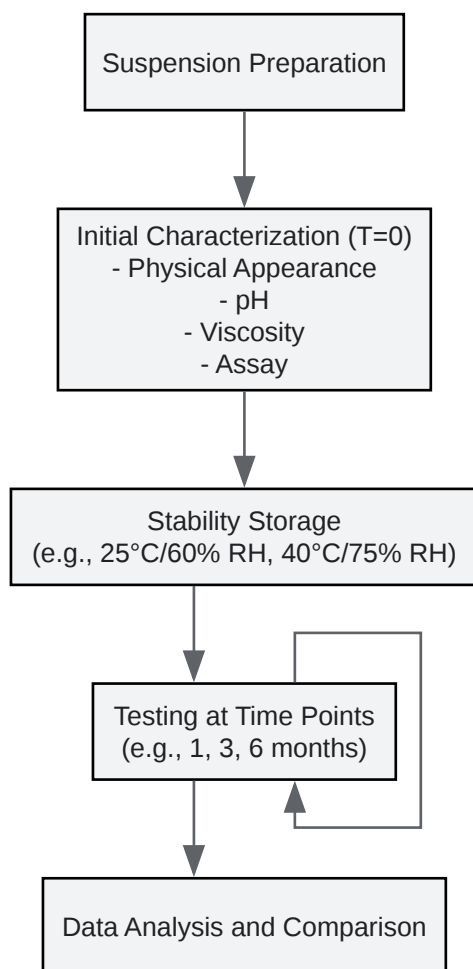 Suspension Preparation
Initial Characterization (T=0)
- Physical Appearance
- pH
- Viscosity
- Assay
Stability Storage
(e.g., 25°C/60% RH, 40°C/75% RH)
Testing at Time Points
(e.g., 1, 3, 6 months)
Data Analysis and Comparison